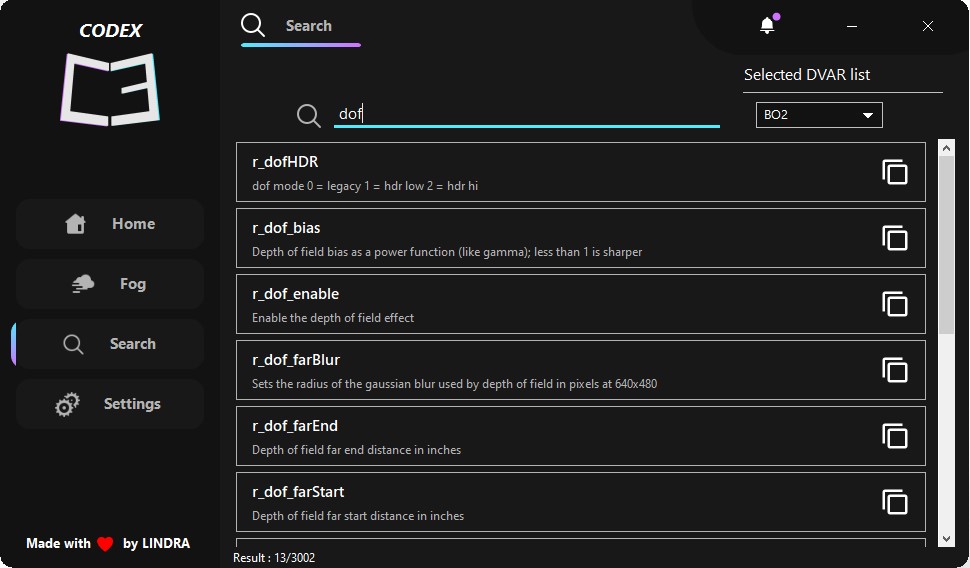 CODEX
Search
Selected DVAR list
dof
BO2
r_dofHDR
dof mode 0 = legacy 1 = hdr low 2 = hdr hi
r_dof_bias
Depth of field bias as a power function (like gamma); less than 1 is sharper
r_dof_enable
Enable the depth of field effect
r_dof_farBlur
Sets the radius of the gaussian blur used by depth of field in pixels at 640x480
r_dof_farEnd
Depth of field far end distance in inches
r_dof_farStart
Depth of field far start distance in inches
Home
Fog
Search
Settings
Made with by LINDRA
Result : 13/3002